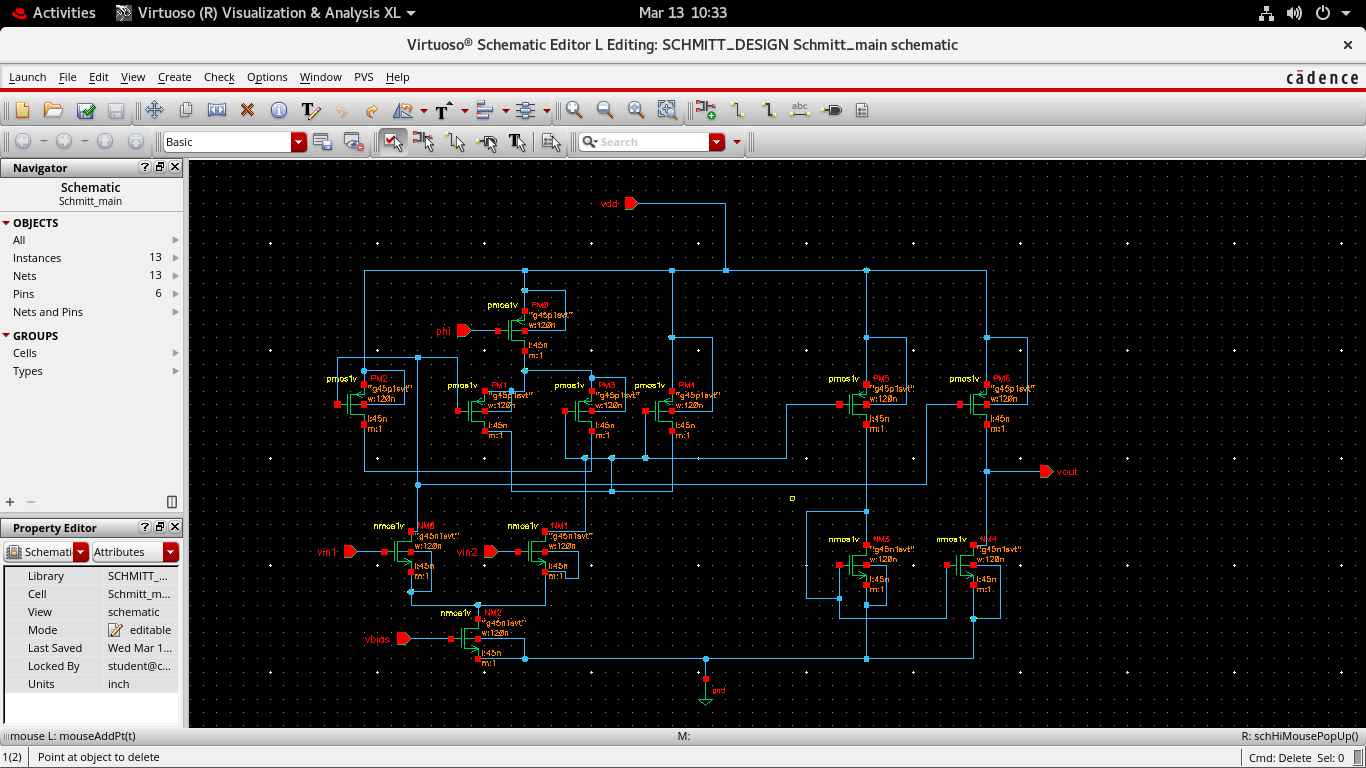 Activities
Virtuoso (R) Visualization & Analysis XL
Mar 13 10:33
Virtuoso® Schematic Editor L Editing: SCHMITT_DESIGN Schmitt_main schematic
Launch File Edit View Create Check Options Window PVS Help
cādence
abc
Basic
Search
Navigator
Schematic
Schmitt_main
OBJECTS
All
Instances 13
Nets 13
Pins 6
Nets and Pins
GROUPS
Cells
Types
Property Editor
Schemati Attributes
Library SCHMITT_...
Cell Schmitt_m...
View schematic
Mode editable
Last Saved Wed Mar 1...
Locked By student@c...
Units inch
vdd
phi
pmos1v PM0
"g45p1svt"
w:120n
l:45n
m:1
pmos1v PM2
"g45p1svt"
w:120n
l:45n
m:1
pmos1v PM1
"g45p1svt"
w:120n
l:45n
m:1
pmos1v PM3
"g45p1svt"
w:120n
l:45n
m:1
pmos1v PM4
"g45p1svt"
w:120n
l:45n
m:1
pmos1v PM5
"g45p1svt"
w:120n
l:45n
m:1
pmos1v PM6
"g45p1svt"
w:120n
l:45n
m:1
vout
vin1
nmos1v NM0
"g45n1svt"
w:120n
l:45n
m:1
vin2
nmos1v NM1
"g45n1svt"
w:120n
l:45n
m:1
nmos1v NM3
"g45n1svt"
w:120n
l:45n
m:1
nmos1v NM4
"g45n1svt"
w:120n
l:45n
m:1
vbias
nmos1v NM2
"g45n1svt"
w:120n
l:45n
m:1
gnd
mouse L: mouseAddPt(t) M: R: schHiMousePopUp()
1(2) Point at object to delete Cmd: Delete Sel: 0